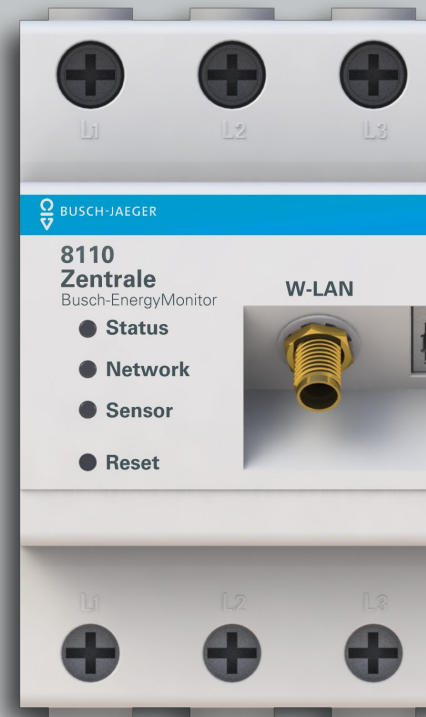 L1 L2 L3
BUSCH-JAEGER
8110
Zentrale
Busch-EnergyMonitor
W-LAN
Status
Network
Sensor
Reset
L1 L2 L3